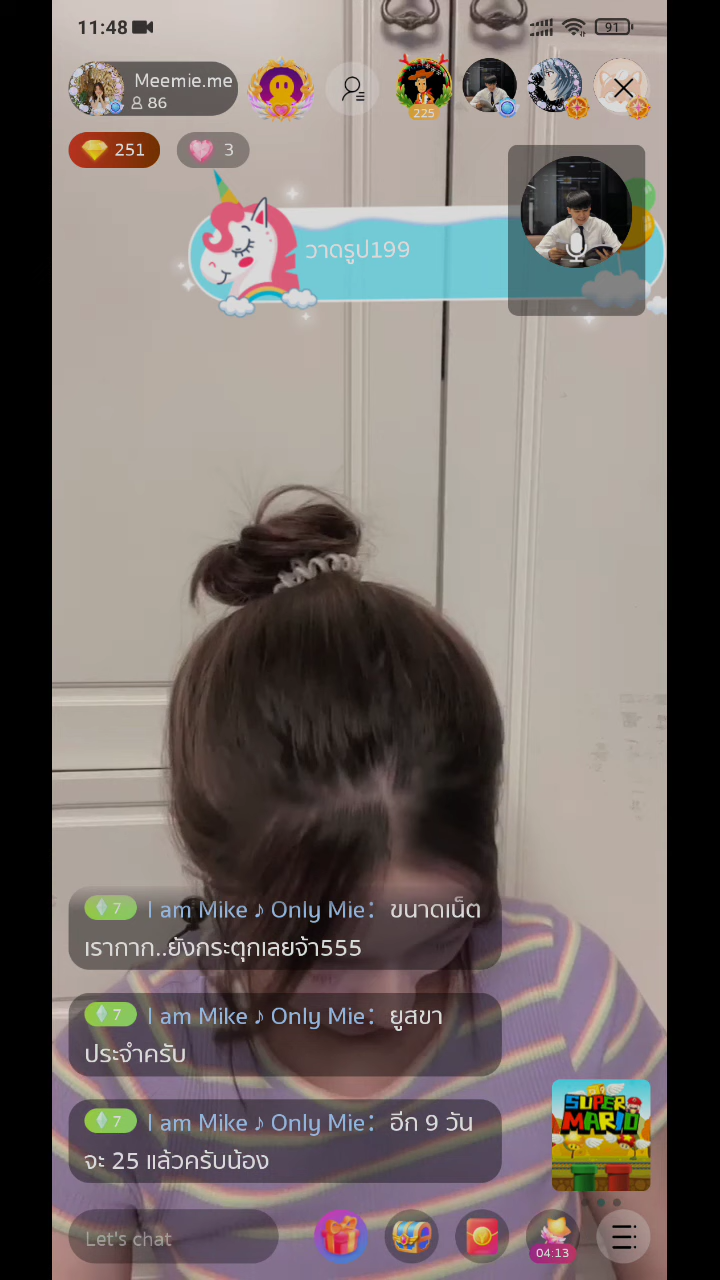 11:48
91
Meemie.me
86
225
251
3
วาดรูป199
7 I am Mike ♪ Only Mie: ขนาดเน็ต
เรากาก..ยังกระตุกเลยจ้า555
7 I am Mike ♪ Only Mie: ยูสขา
ประจำครับ
7 I am Mike ♪ Only Mie: อีก 9 วัน
จะ 25 แล้วครับน้อง
SUPER
MARIO
Let's chat
04:13